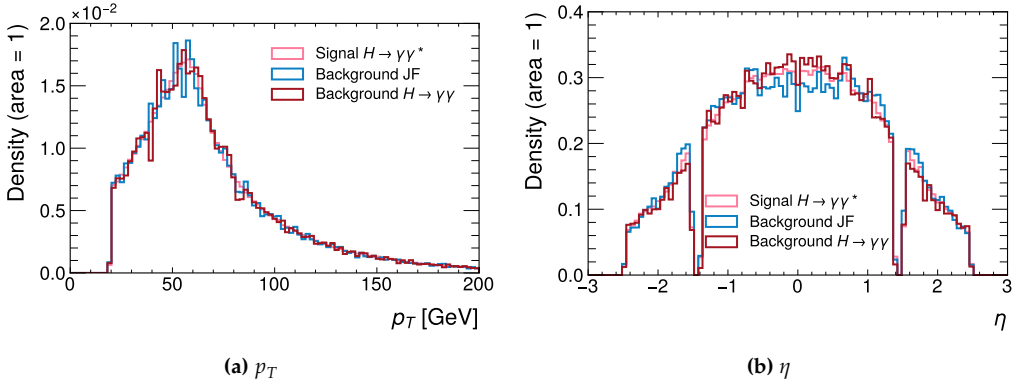 ×10⁻²
2.0
1.5
1.0
0.5
0.0
Density (area = 1)
Signal H → γγ*
Background JF
Background H → γγ
0 50 100 150 200
p_T [GeV]
(a) p_T
0.4
0.3
0.2
0.1
0.0
Density (area = 1)
Signal H → γγ*
Background JF
Background H → γγ
−3 −2 −1 0 1 2 3
η
(b) η